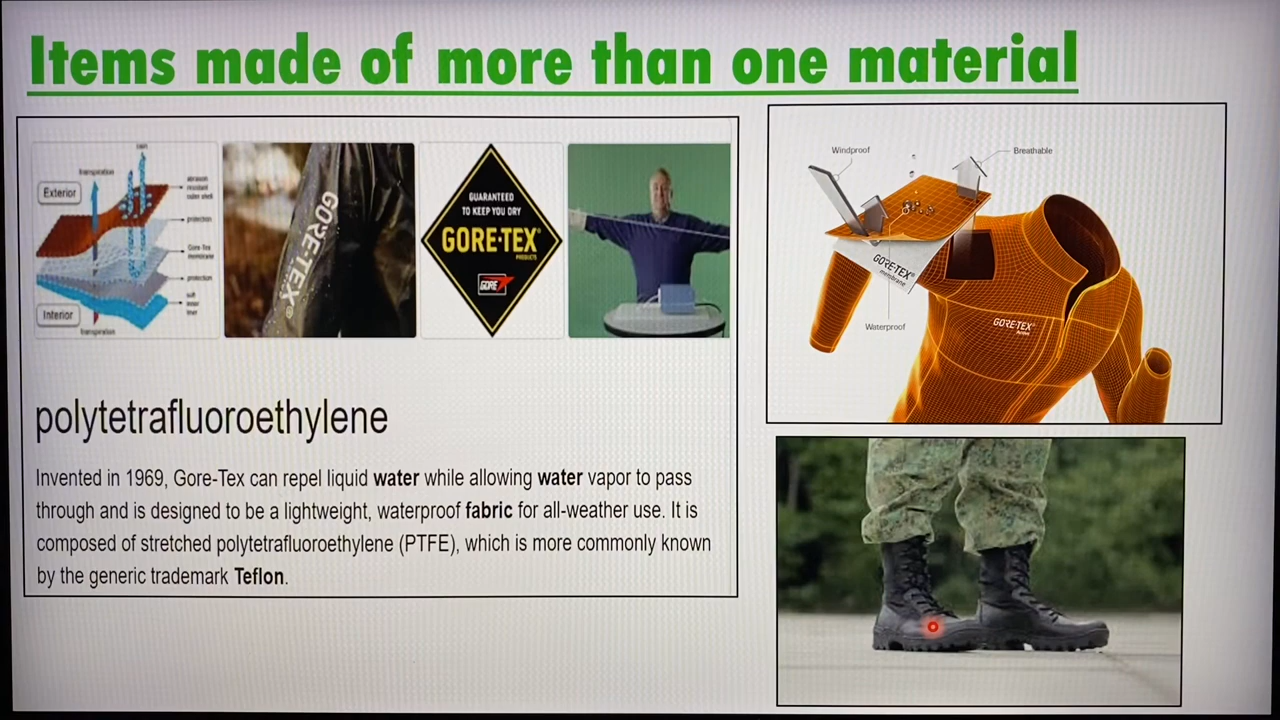 Items made of more than one material
rain
transpiration
Exterior
abrasion
resistant
outer shell
protection
Gore-Tex
membrane
protection
soft
inner
liner
Interior
transpiration
GORE-TEX®
GUARANTEED
TO KEEP YOU DRY
GORE-TEX®
PRODUCTS
GORE
Windproof
Breathable
GORE-TEX®
membrane
Waterproof
GORE-TEX®
polytetrafluoroethylene
Invented in 1969, Gore-Tex can repel liquid water while allowing water vapor to pass
through and is designed to be a lightweight, waterproof fabric for all-weather use. It is
composed of stretched polytetrafluoroethylene (PTFE), which is more commonly known
by the generic trademark Teflon.